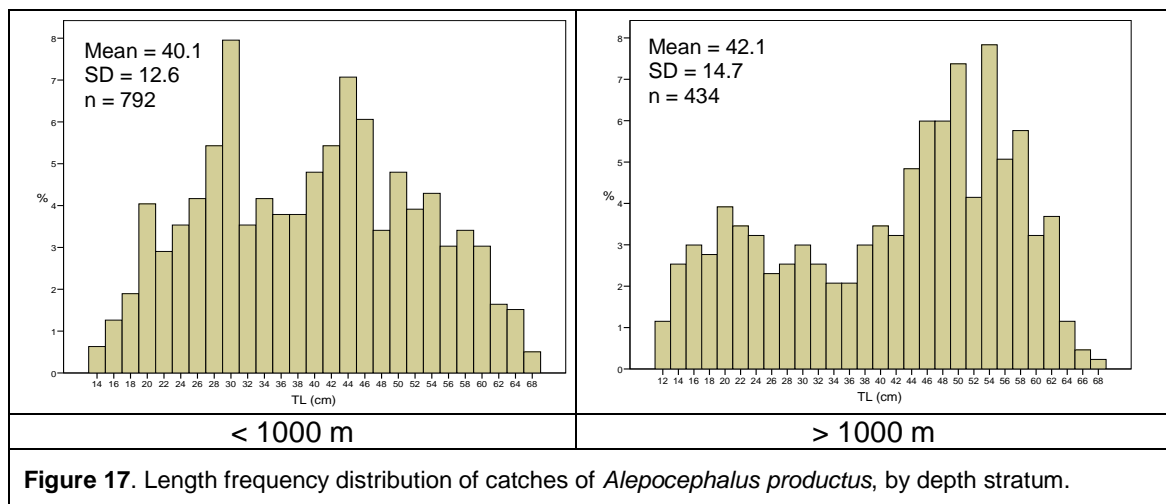 Mean = 40.1
SD = 12.6
n = 792
8
7
6
5
%
4
3
2
1
0
14 16 18 20 22 24 26 28 30 32 34 36 38 40 42 44 46 48 50 52 54 56 58 60 62 64 68
TL (cm)
Mean = 42.1
SD = 14.7
n = 434
8
7
6
5
%
4
3
2
1
0
12 14 16 18 20 22 24 26 28 30 32 34 36 38 40 42 44 46 48 50 52 54 56 58 60 62 64 66 68
TL (cm)
< 1000 m
> 1000 m
Figure 17. Length frequency distribution of catches of Alepocephalus productus, by depth stratum.